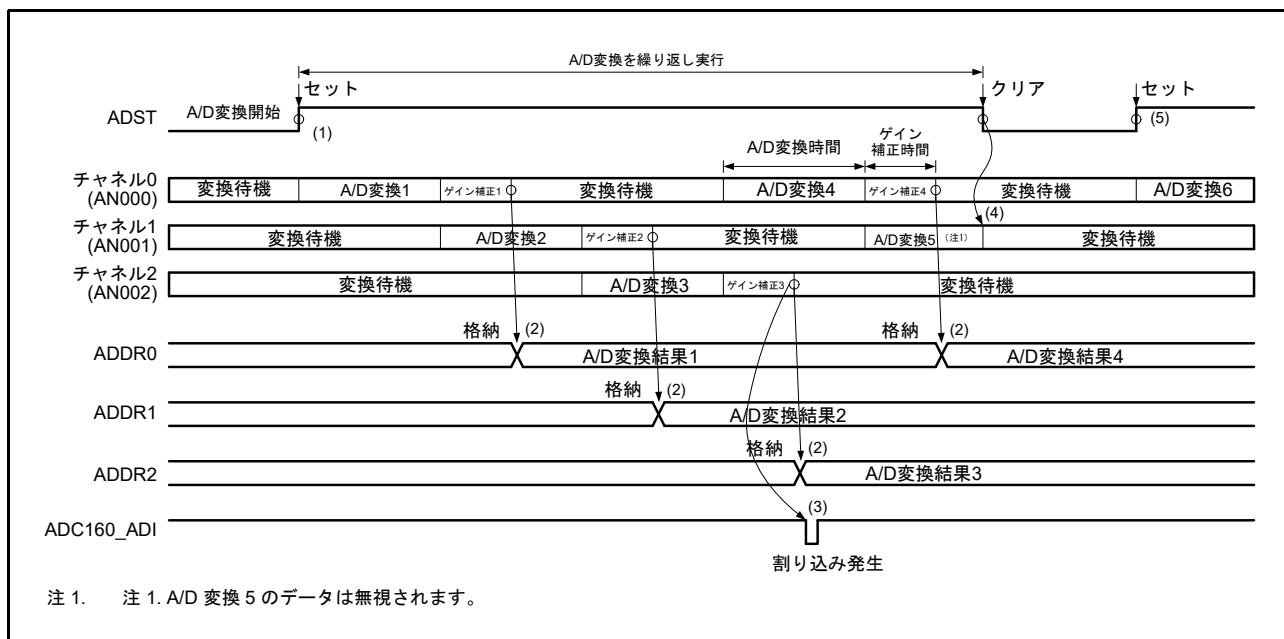 A/D変換を繰り返し実行
セット
クリア
セット
ADST
A/D変換開始
(1)
(5)
A/D変換時間
ゲイン
補正時間
チャネル0
(AN000)
変換待機
A/D変換1
ゲイン補正1
変換待機
A/D変換4
ゲイン補正4
変換待機
A/D変換6
(4)
チャネル1
(AN001)
変換待機
A/D変換2
ゲイン補正2
変換待機
A/D変換5
(注1)
変換待機
チャネル2
(AN002)
変換待機
A/D変換3
ゲイン補正3
変換待機
格納
(2)
格納
(2)
ADDR0
A/D変換結果1
A/D変換結果4
格納
(2)
ADDR1
A/D変換結果2
格納
(2)
ADDR2
A/D変換結果3
(3)
ADC160_ADI
割り込み発生
注 1. 注 1. A/D 変換 5 のデータは無視されます。